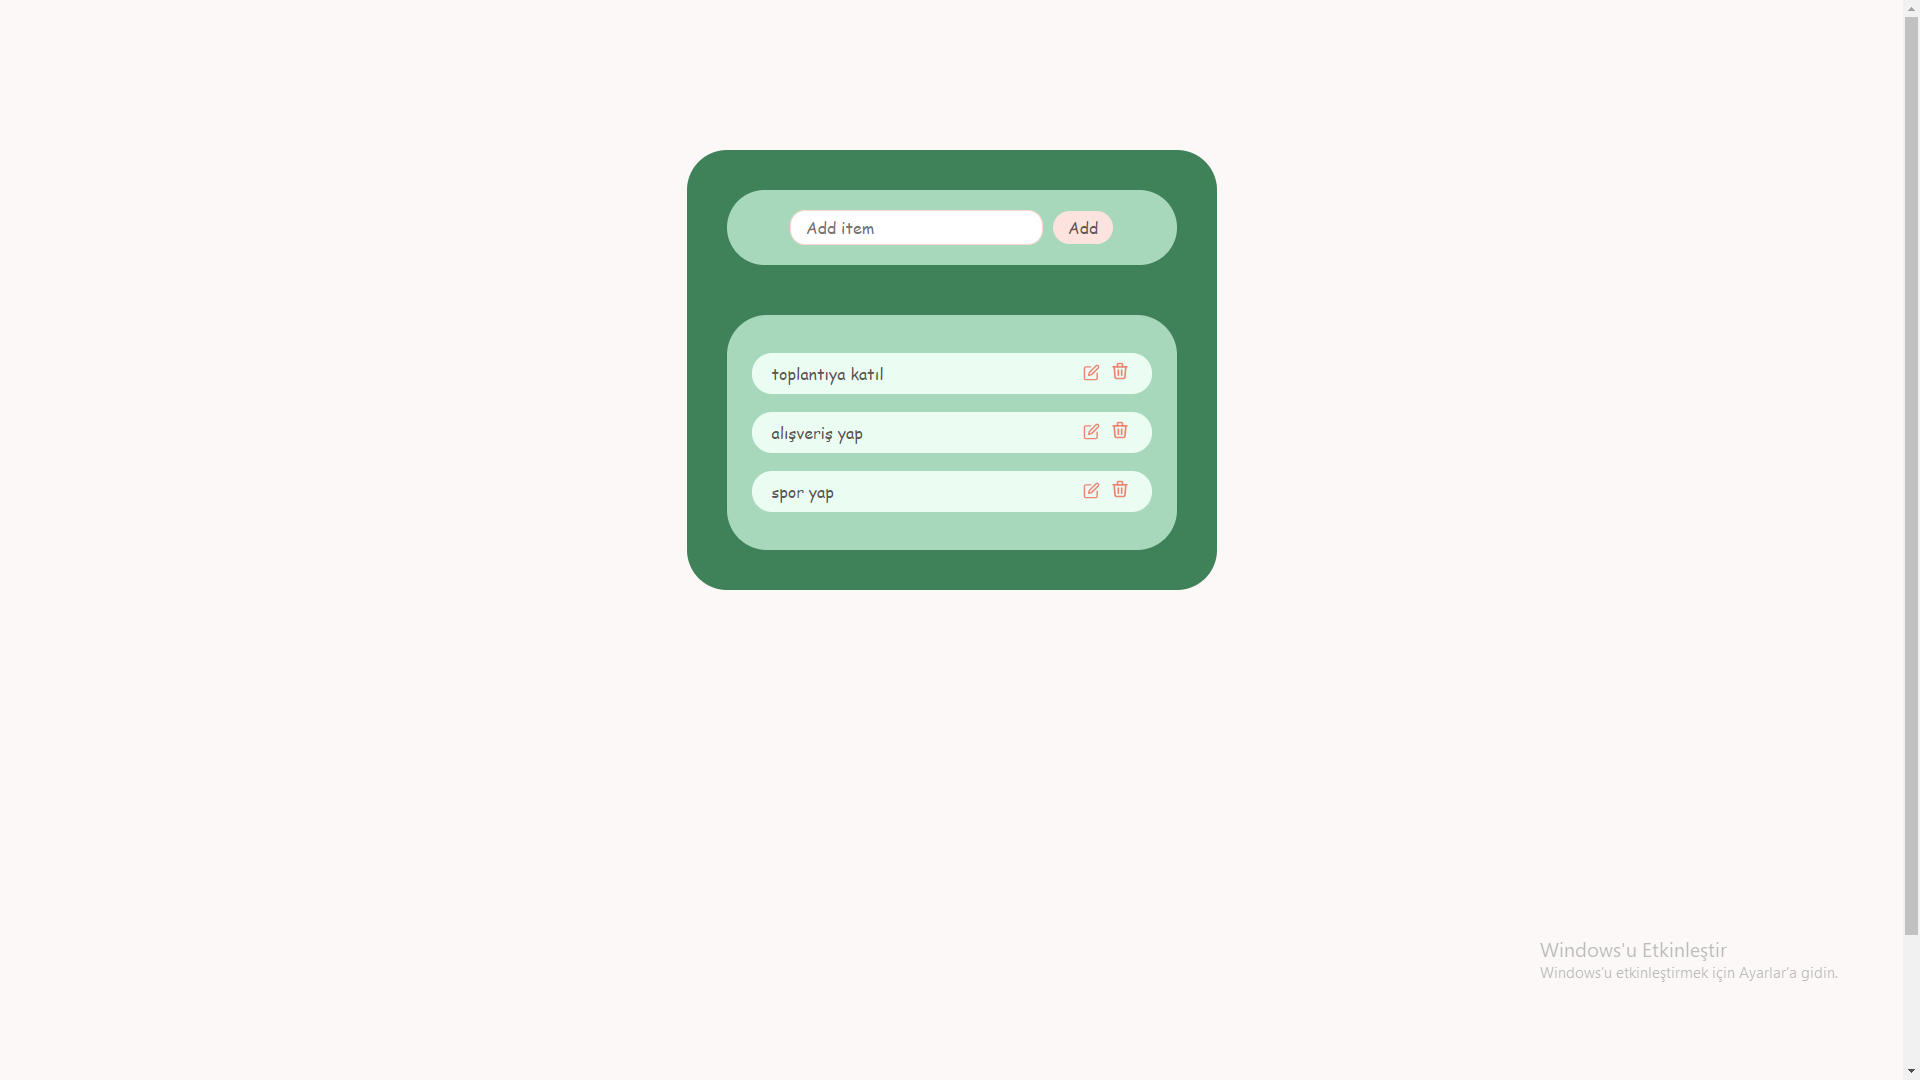 Add item
Add
toplantıya katıl
alışveriş yap
spor yap
Windows'u Etkinleştir
Windows'u etkinleştirmek için Ayarlar'a gidin.